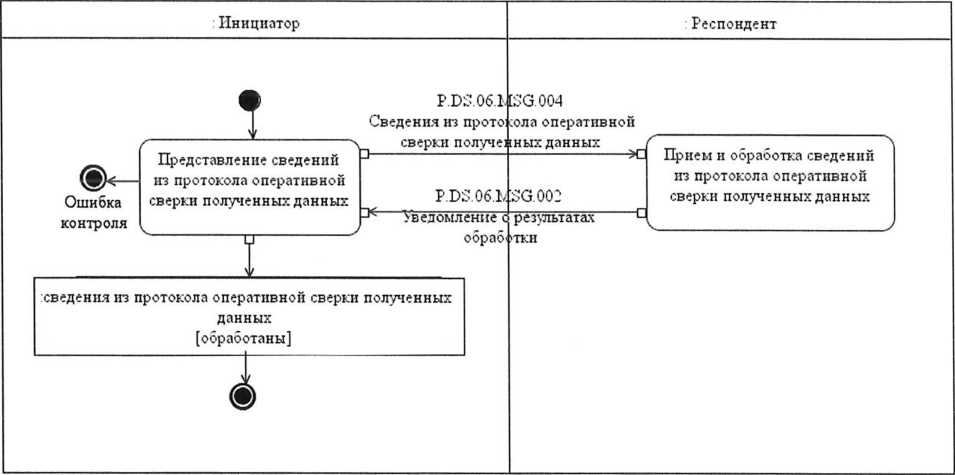 : Инициатор
: Респондент
P.DS.06.MSG.004
Сведения из протокола оперативной
сверки полученных данных
Представление сведений
из протокола оперативной
сверки полученных данных
Прием и обработка сведений
из протокола оперативной
сверки полученных данных
Ошибка
контроля
P.DS.06.MSG.002
Уведомление о результатах
обработки
:сведения из протокола оперативной сверки полученных
данных
[обработаны]